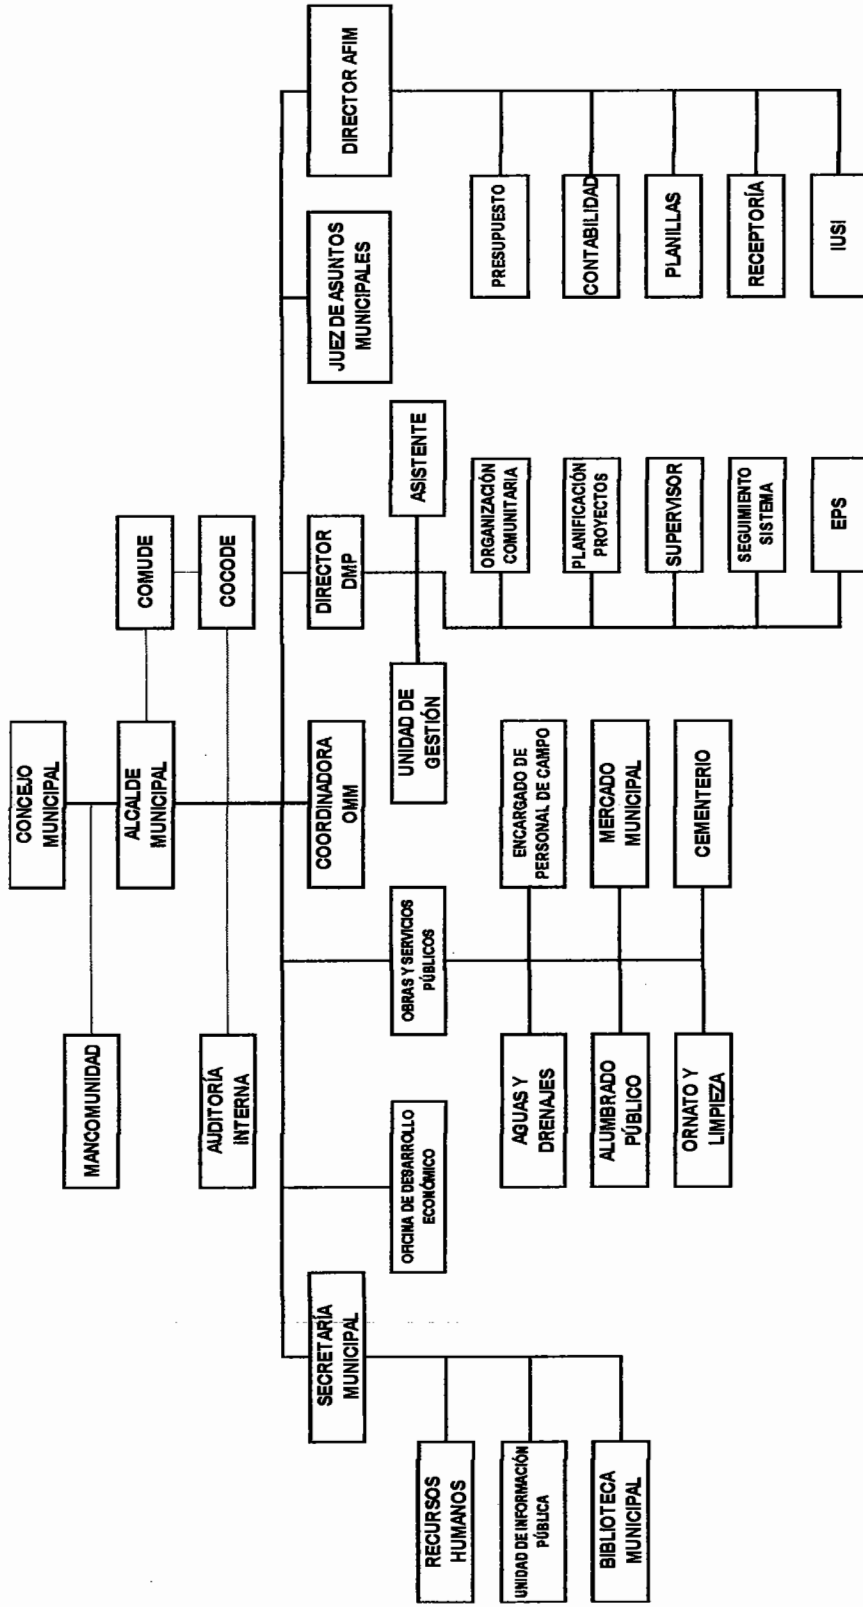 CONCEJO
MUNICIPAL
MANCOMUNIDAD
ALCALDE
MUNICIPAL
COMUDE
AUDITORÍA
INTERNA
COCODE
SECRETARÍA
MUNICIPAL
OFICINA DE DESARROLLO
ECONÓMICO
OBRAS Y SERVICIOS
PÚBLICOS
COORDINADORA
OMM
DIRECTOR
DMP
JUEZ DE ASUNTOS
MUNICIPALES
DIRECTOR AFIM
RECURSOS
HUMANOS
UNIDAD DE INFORMACIÓN
PÚBLICA
BIBLIOTECA
MUNICIPAL
AGUAS Y
DRENAJES
ENCARGADO DE
PERSONAL DE CAMPO
ALUMBRADO
PÚBLICO
MERCADO
MUNICIPAL
ORNATO Y
LIMPIEZA
CEMENTERIO
UNIDAD DE
GESTIÓN
ASISTENTE
ORGANIZACIÓN
COMUNITARIA
PLANIFICACIÓN
PROYECTOS
SUPERVISOR
SEGUIMIENTO
SISTEMA
EPS
PRESUPUESTO
CONTABILIDAD
PLANILLAS
RECEPTORÍA
IUSI